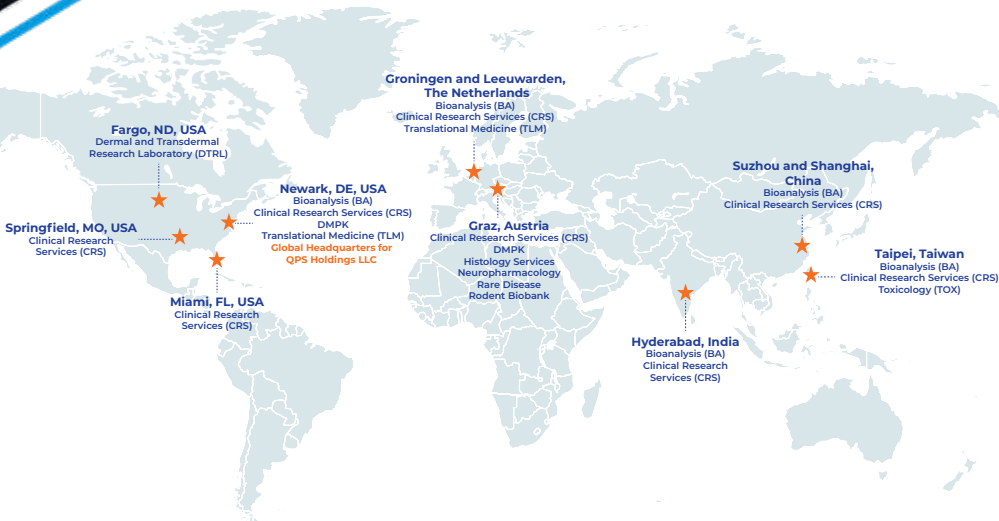 Groningen and Leeuwarden,
The Netherlands
Bioanalysis (BA)
Clinical Research Services (CRS)
Translational Medicine (TLM)
Fargo, ND, USA
Dermal and Transdermal
Research Laboratory (DTRL)
Suzhou and Shanghai,
China
Bioanalysis (BA)
Clinical Research Services (CRS)
Newark, DE, USA
Bioanalysis (BA)
Clinical Research Services (CRS)
DMPK
Translational Medicine (TLM)
Global Headquarters for
QPS Holdings LLC
Springfield, MO, USA
Clinical Research
Services (CRS)
Graz, Austria
Clinical Research Services (CRS)
DMPK
Histology Services
Neuropharmacology
Rare Disease
Rodent Biobank
Taipei, Taiwan
Bioanalysis (BA)
Clinical Research Services (CRS)
Toxicology (TOX)
Miami, FL, USA
Clinical Research
Services (CRS)
Hyderabad, India
Bioanalysis (BA)
Clinical Research
Services (CRS)